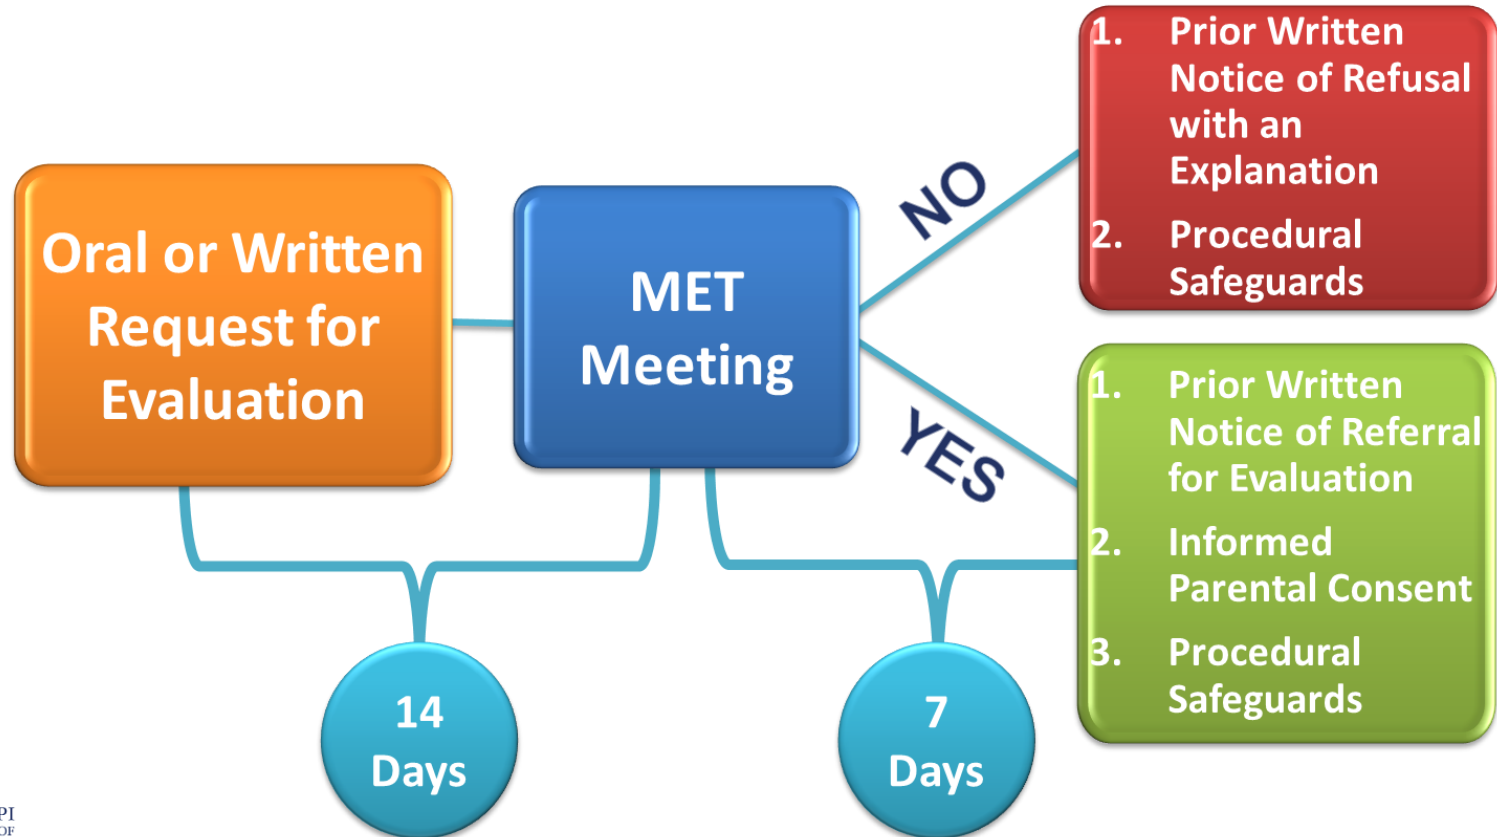 Oral or Written
Request for
Evaluation
MET
Meeting
NO
YES
1. Prior Written
Notice of Refusal
with an
Explanation
2. Procedural
Safeguards
1. Prior Written
Notice of Referral
for Evaluation
2. Informed
Parental Consent
3. Procedural
Safeguards
14
Days
7
Days
PI
OF